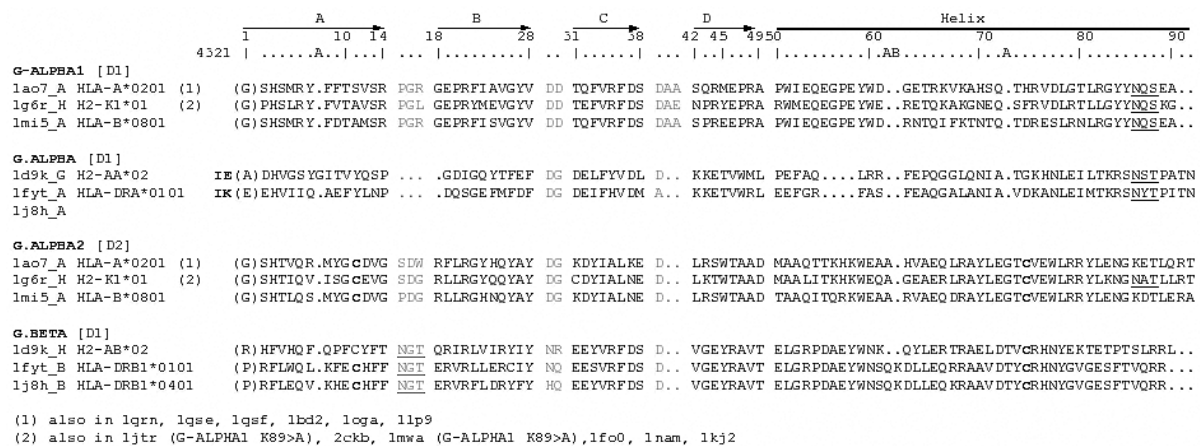 A B C D Helix
1 10 14 18 28 31 38 42 45 49 50 60 70 80 90
4321 .........A.... ..........AB.........A..................
G-ALPHA1 [D1]
1ao7_A HLA-A*0201 (1) (G)SHSMRY.FFTSVSR PGR GEPRFIAVGYV DD TQFVRFDS DAA SQRMEPRA PWIEQEGPEYWD..GETRKVKAHSQ.THRVDLGTLRGYYNQSEA..
1g6r_H H2-K1*01 (2) (G)PHSLRY.FVTAVSR PGL GEPRYMEVGYV DD TEFVRFDS DAE NPRYEPRA RWMEQEGPEYWE..RETQKAKGNEQ.SFRVDLRTLLGYYNQSKG..
1mi5_A HLA-B*0801 (G)SHSMRY.FDTAMSR PGR GEPRFISVGYV DD TQFVRFDS DAA SPREEPRA PWIEQEGPEYWD..RNTQIFKTNTQ.TDRESLRNLRGYYNQSEA..
G.ALPHA [D1]
1d9k_G H2-AA*02 IE(A)DHVGSYGITVYQSP ... .GDIGQYTFEF DG DELFYVDL D.. KKETVWML PEFAQ....LRR..FEPQGGLQNIA.TGKHNLEILTKRSNSTPATN
1fyt_A HLA-DRA*0101 IK(E)EHVIIQ.AEFYLNP ... .DQSGEFMFDF DG DEIFHVDM A.. KKETVWRL EEFGR....FAS..FEAQGALANIA.VDKANLEIMTKRSNYTPITN
1j8h_A
G.ALPHA2 [D2]
1ao7_A HLA-A*0201 (1) (G)SHTVQR.MYGCDVG SDW RFLRGYHQYAY DG KDYIALKE D.. LRSWTAAD MAAQTTKHKWEAA.HVAEQLRAYLEGTCVEWLRRYLENGKETLQRT
1g6r_H H2-K1*01 (2) (G)SHTIQV.ISGCEVG SDG RLLRGYQQYAY DG CDYIALNE D.. LKTWTAAD MAALITKHKWEQA.GEAERLRAYLEGTCVEWLRRYLKNGNATLLRT
1mi5_A HLA-B*0801 (G)SHTLQS.MYGCDVG PDG RLLRGHNQYAY DG KDYIALNE D.. LRSWTAAD TAAQITQRKWEAA.RVAEQDRAYLEGTCVEWLRRYLENGKDTLERA
G.BETA [D1]
1d9k_H H2-AB*02 (R)HFVHQF.QPFCYFT NGT QRIRLVIRYIY NR EEYVRFDS D.. VGEYRAVT ELGRPDAEYWNK..QYLERTRAELDTVCRHNYEKTETPTSLRRL..
1fyt_B HLA-DRB1*0101 (P)RFLWQL.KFECHFF NGT ERVRLLERCIY NQ EESVRFDS D.. VGEYRAVT ELGRPDAEYWNSQKDLLEQRRAAVDTYCRHNYGVGESFTVQRR...
1j8h_B HLA-DRB1*0401 (P)RFLEQV.KHECHFF NGT ERVRFLDRYFY HQ EEYVRFDS D.. VGEYRAVT ELGRPDAEYWNSQKDLLEQKRAAVDTYCRHNYGVGESFTVQRR...
(1) also in 1qrn, 1qse, 1qsf, 1bd2, 1oga, 1lp9
(2) also in 1jtr (G-ALPHA1 K89>A), 2ckb, 1mwa (G-ALPHA1 K89>A),1fo0, 1nam, 1kj2